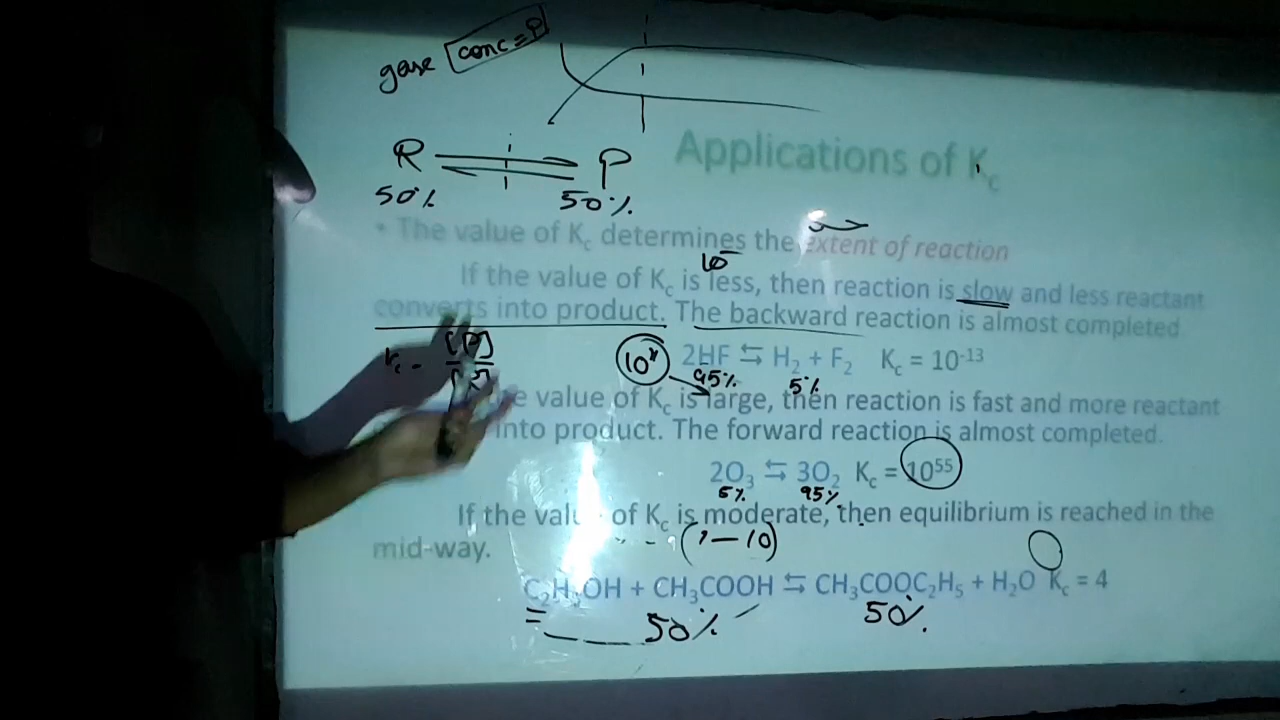 gase conc = P
R ⇌ P
50% 50%
Applications of Kc
• The value of Kc determines the extent of reaction
If the value of Kc is less, then reaction is slow and less reactant
converts into product. The backward reaction is almost completed
10ˣ 2HF ⇆ H₂ + F₂ Kc = 10⁻¹³
95% 5%
e value of Kc is large, then reaction is fast and more reactant
into product. The forward reaction is almost completed.
2O₃ ⇆ 3O₂ Kc = 10⁵⁵
5% 95%
If the value of Kc is moderate, then equilibrium is reached in the
mid-way. (1 – 10)
C₂H₅OH + CH₃COOH ⇆ CH₃COOC₂H₅ + H₂O Kc = 4
50% 50%